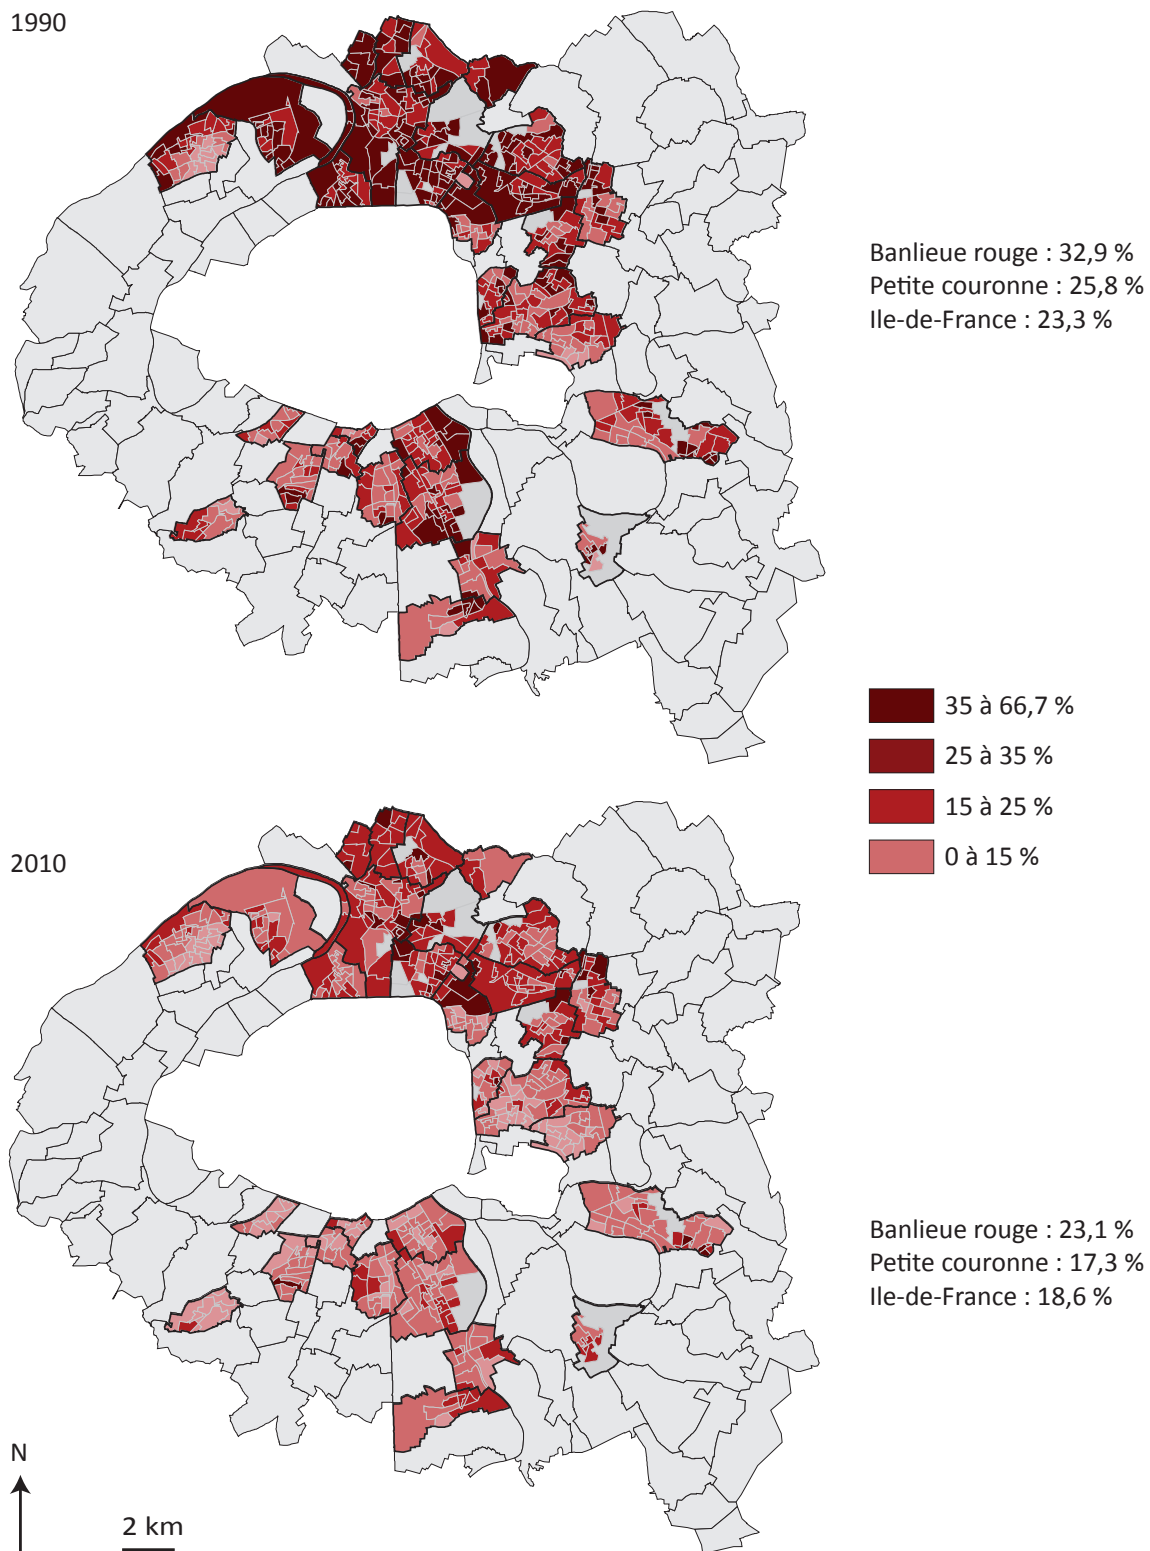 1990
Banlieue rouge : 32,9 %
Petite couronne : 25,8 %
Ile-de-France : 23,3 %
35 à 66,7 %
25 à 35 %
15 à 25 %
0 à 15 %
2010
Banlieue rouge : 23,1 %
Petite couronne : 17,3 %
Ile-de-France : 18,6 %
N
2 km